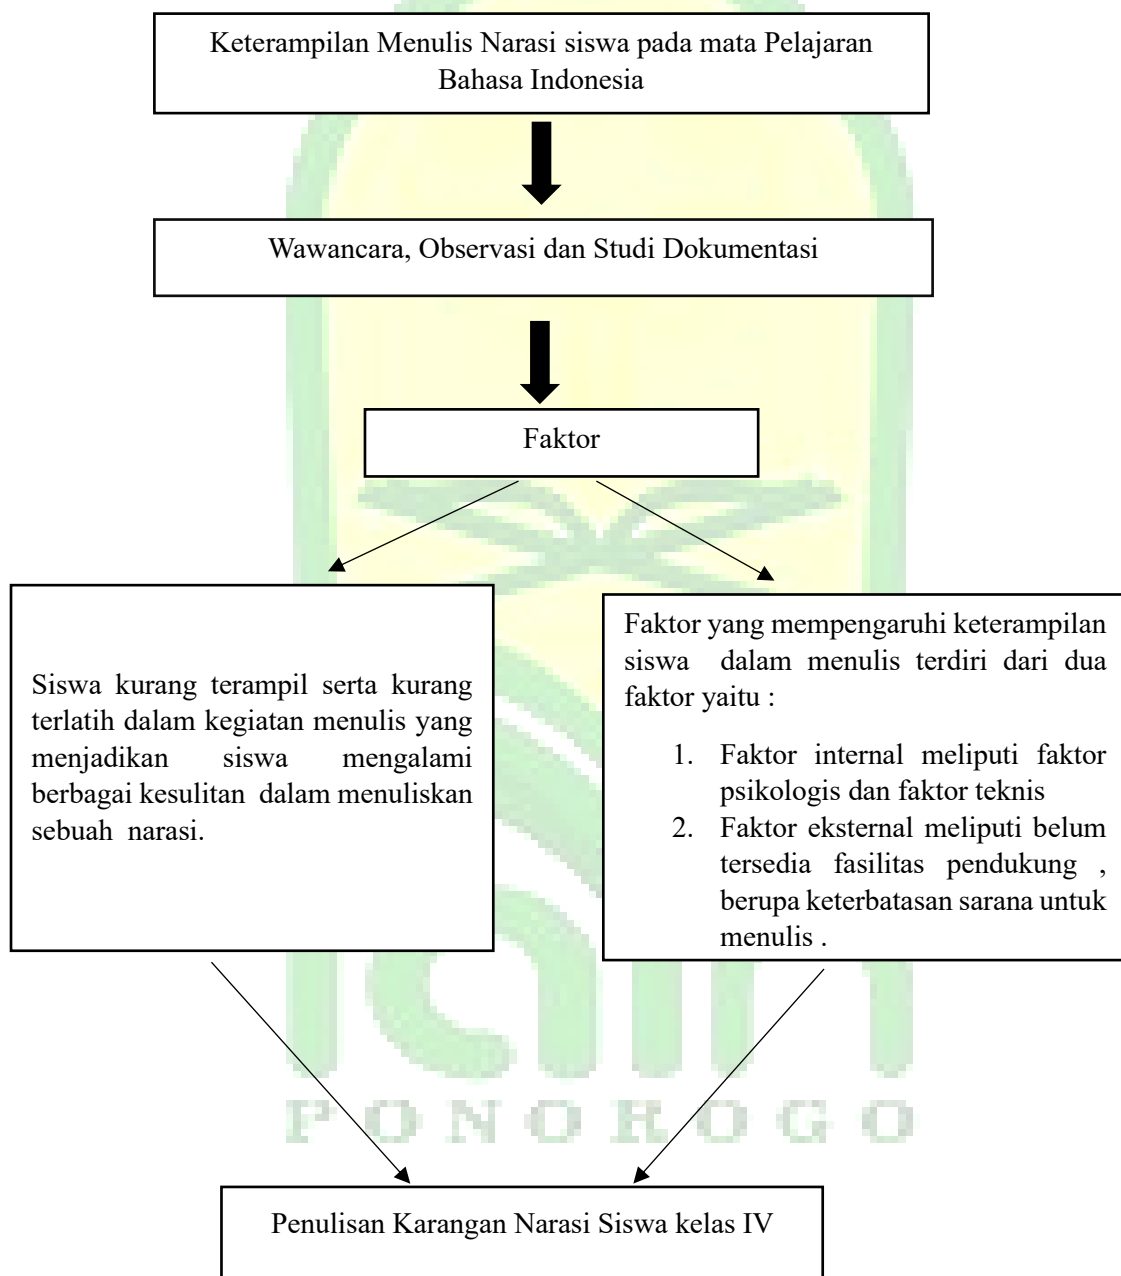 Keterampilan Menulis Narasi siswa pada mata Pelajaran
Bahasa Indonesia
Wawancara, Observasi dan Studi Dokumentasi
Faktor
Siswa kurang terampil serta kurang
terlatih dalam kegiatan menulis yang
menjadikan siswa mengalami
berbagai kesulitan dalam menuliskan
sebuah narasi.
Faktor yang mempengaruhi keterampilan
siswa dalam menulis terdiri dari dua
faktor yaitu :
1. Faktor internal meliputi faktor
psikologis dan faktor teknis
2. Faktor eksternal meliputi belum
tersedia fasilitas pendukung ,
berupa keterbatasan sarana untuk
menulis .
PONOROGO
Penulisan Karangan Narasi Siswa kelas IV